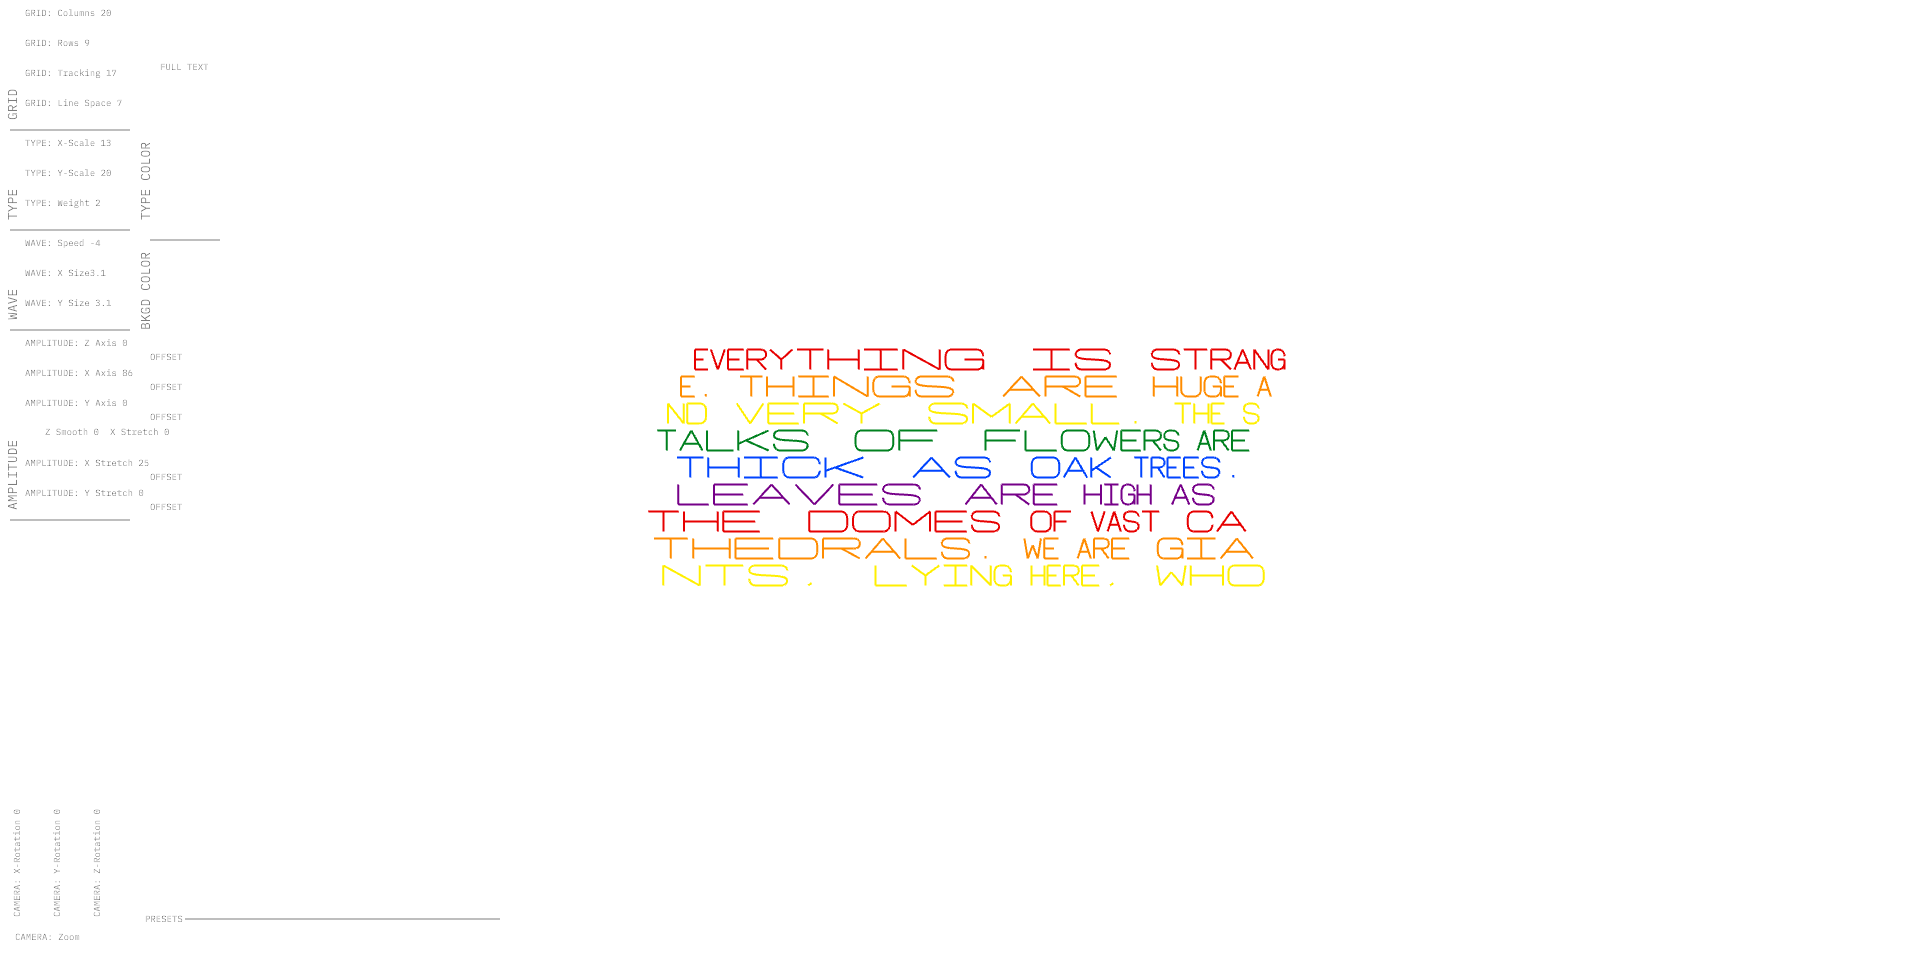 GRID: Columns 20
GRID: Rows 9
GRID: Tracking 17
GRID: Line Space 7
GRID
FULL TEXT
TYPE: X-Scale 13
TYPE: Y-Scale 20
TYPE: Weight 2
TYPE
TYPE COLOR
WAVE: Speed -4
WAVE: X Size3.1
WAVE: Y Size 3.1
WAVE
BKGD COLOR
AMPLITUDE: Z Axis 0
OFFSET
AMPLITUDE: X Axis 86
OFFSET
AMPLITUDE: Y Axis 0
OFFSET
Z Smooth 0 X Stretch 0
AMPLITUDE: X Stretch 25
OFFSET
AMPLITUDE: Y Stretch 0
OFFSET
AMPLITUDE
EVERYTHING IS STRANG
E. THINGS ARE HUGE A
ND VERY SMALL. THE S
TALKS OF FLOWERS ARE
THICK AS OAK TREES.
LEAVES ARE HIGH AS
THE DOMES OF VAST CA
THEDRALS. WE ARE GIA
NTS. LYING HERE. WHO
CAMERA: X-Rotation 0
CAMERA: Y-Rotation 0
CAMERA: Z-Rotation 0
PRESETS
CAMERA: Zoom